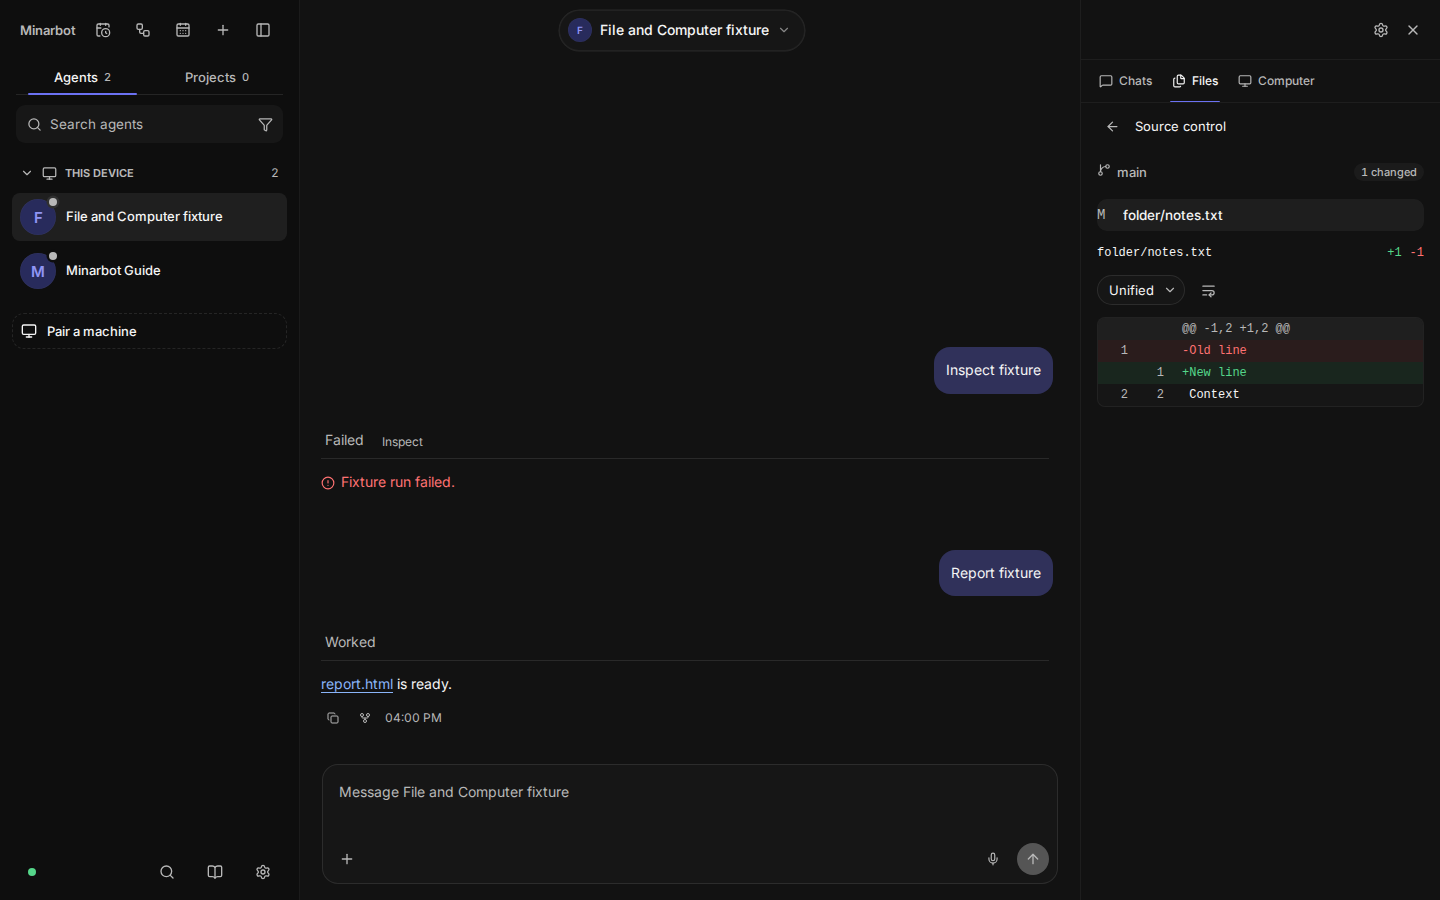 Minarbot
Agents 2
Projects 0
Search agents
THIS DEVICE 2
F File and Computer fixture
M Minarbot Guide
Pair a machine
F File and Computer fixture
Inspect fixture
Failed Inspect
Fixture run failed.
Report fixture
Worked
report.html is ready.
04:00 PM
Message File and Computer fixture
Chats Files Computer
Source control
main 1 changed
M folder/notes.txt
folder/notes.txt +1 -1
Unified
@@ -1,2 +1,2 @@
1 -Old line
1 +New line
2 2 Context